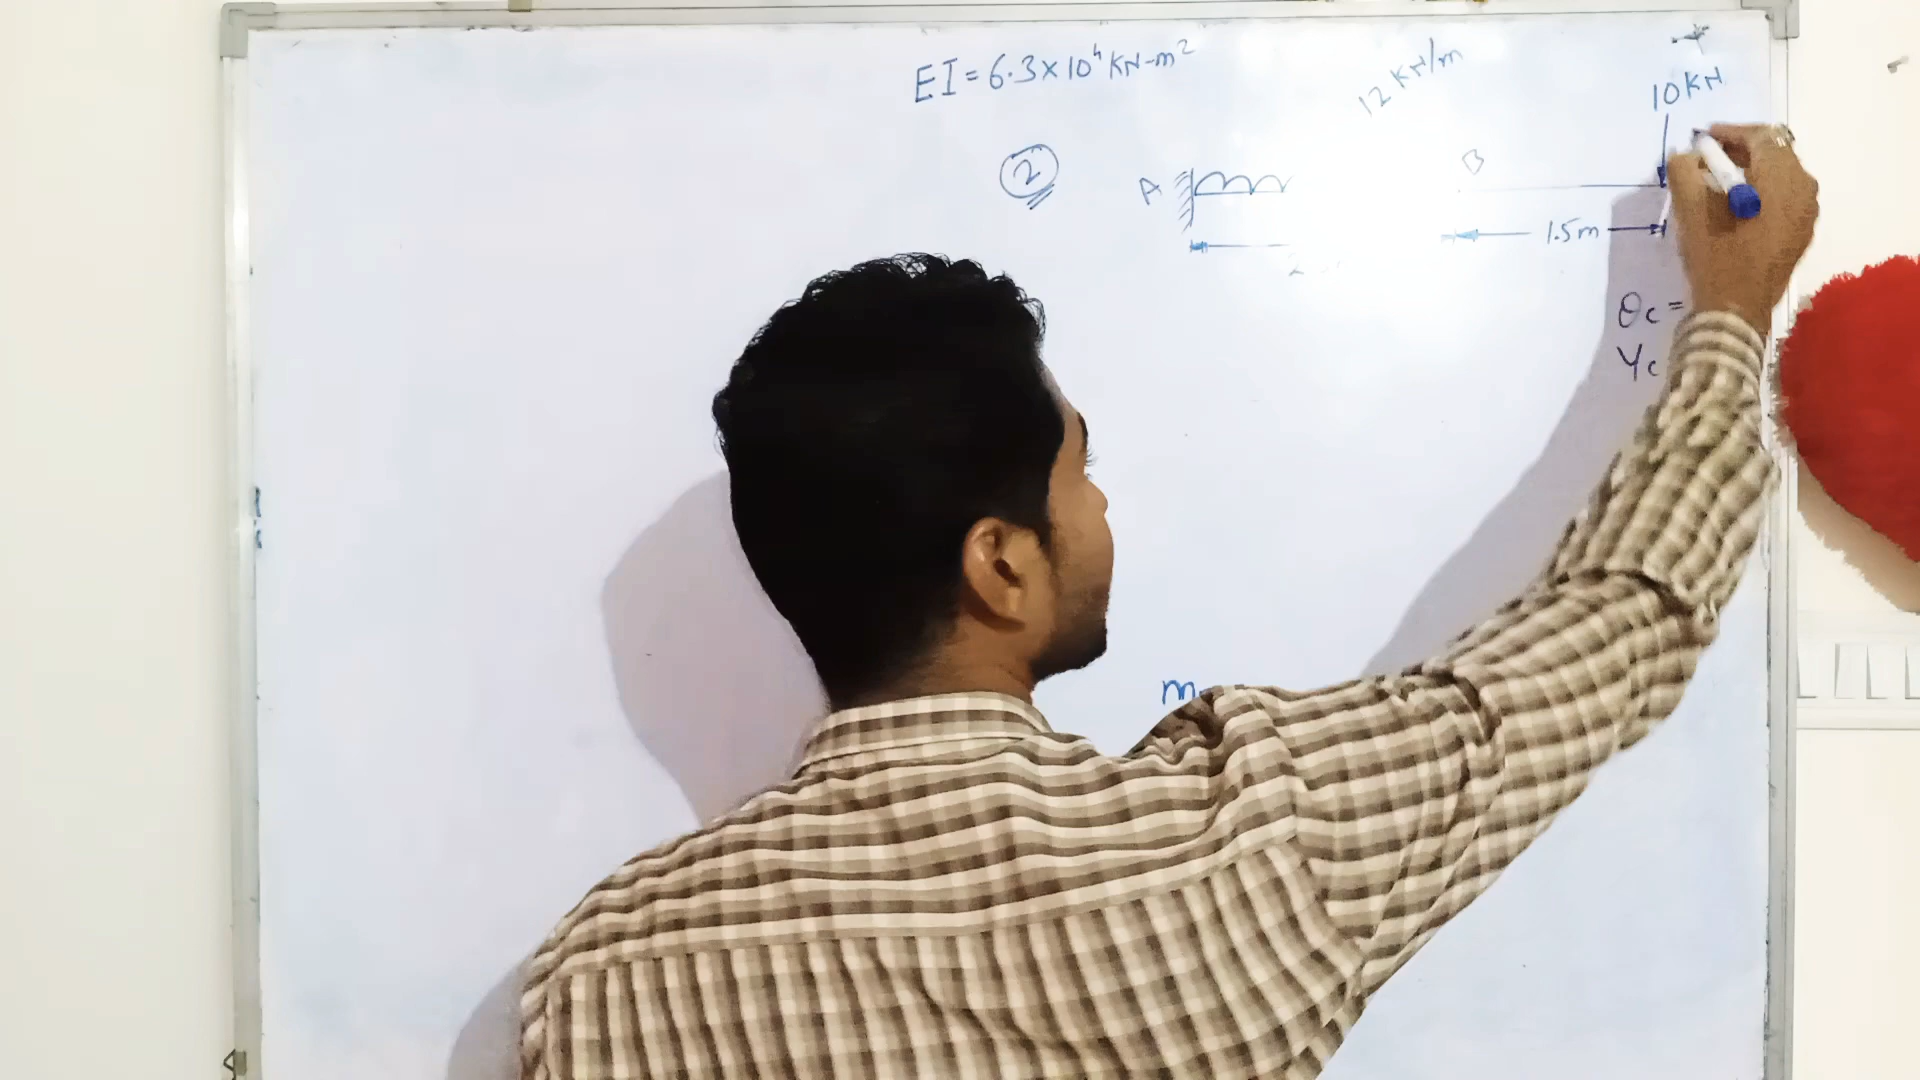 EI = 6.3×10⁴ KN-m²
12 KN/m
10 KN
2
A
B
1.5m
θc =
Yc
m